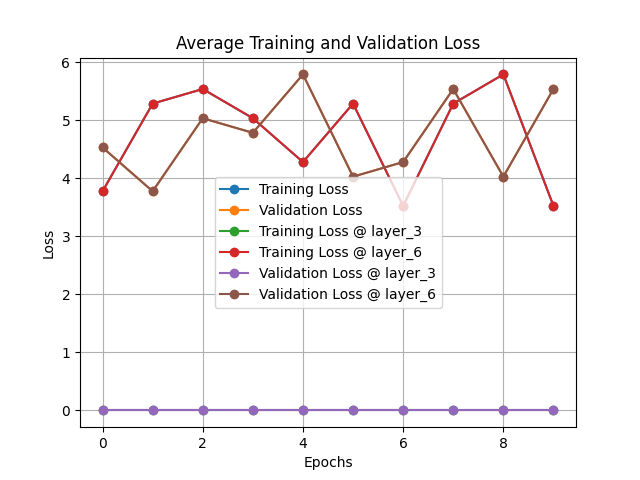 Average Training and Validation Loss
6
5
4
3
2
1
0
Loss
Training Loss
Validation Loss
Training Loss @ layer_3
Training Loss @ layer_6
Validation Loss @ layer_3
Validation Loss @ layer_6
0 2 4 6 8
Epochs